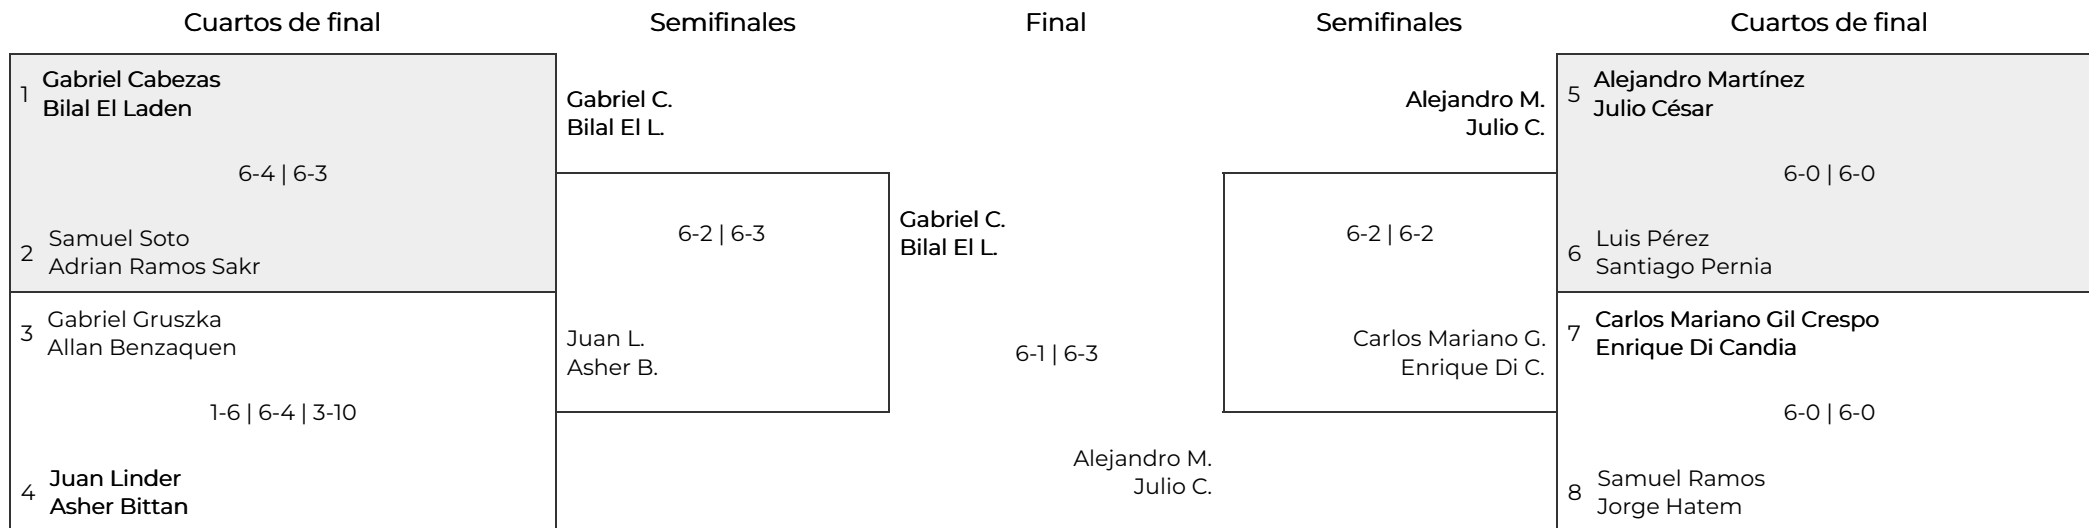 Cuartos de final
Semifinales
Final
Semifinales
Cuartos de final
1
Gabriel Cabezas
Bilal El Laden
6-4 | 6-3
2
Samuel Soto
Adrian Ramos Sakr
3
Gabriel Gruszka
Allan Benzaquen
1-6 | 6-4 | 3-10
4
Juan Linder
Asher Bittan
Gabriel C.
Bilal El L.
6-2 | 6-3
Juan L.
Asher B.
Gabriel C.
Bilal El L.
6-1 | 6-3
Alejandro M.
Julio C.
Alejandro M.
Julio C.
6-2 | 6-2
Carlos Mariano G.
Enrique Di C.
5
Alejandro Martínez
Julio César
6-0 | 6-0
6
Luis Pérez
Santiago Pernia
7
Carlos Mariano Gil Crespo
Enrique Di Candia
6-0 | 6-0
8
Samuel Ramos
Jorge Hatem